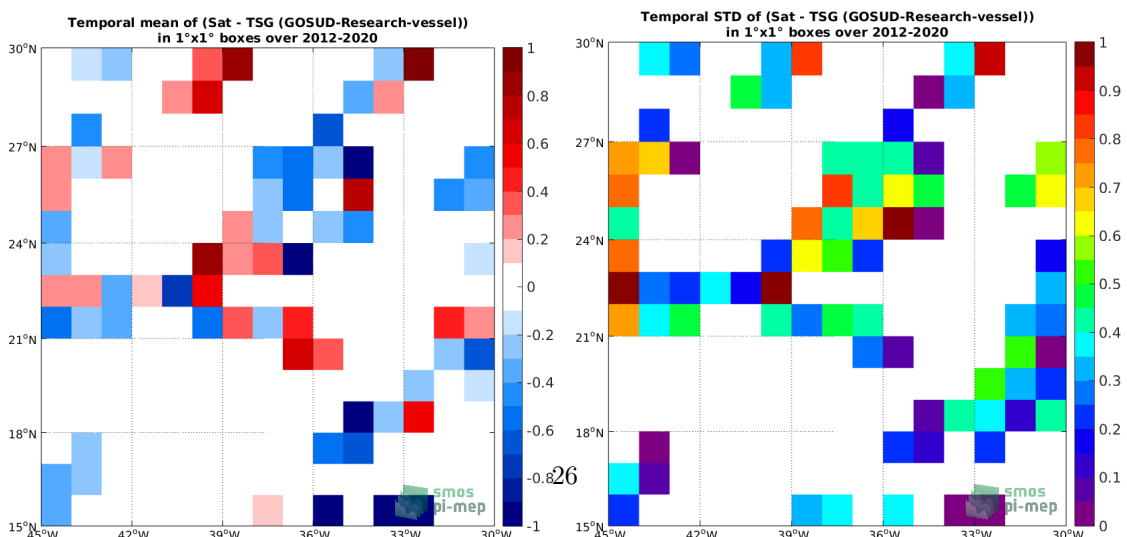 Temporal mean of (Sat - TSG (GOSUD-Research-vessel))
in 1°x1° boxes over 2012-2020
30°N
27°N
24°N
21°N
18°N
15°N
45°W
42°W
39°W
36°W
33°W
30°W
1
0.8
0.6
0.4
0.2
0
-0.2
-0.4
-0.6
-0.8
-1
smos
pi-mep
26
Temporal STD of (Sat - TSG (GOSUD-Research-vessel))
in 1°x1° boxes over 2012-2020
30°N
27°N
24°N
21°N
18°N
15°N
45°W
42°W
39°W
36°W
33°W
30°W
1
0.9
0.8
0.7
0.6
0.5
0.4
0.3
0.2
0.1
0
smos
pi-mep